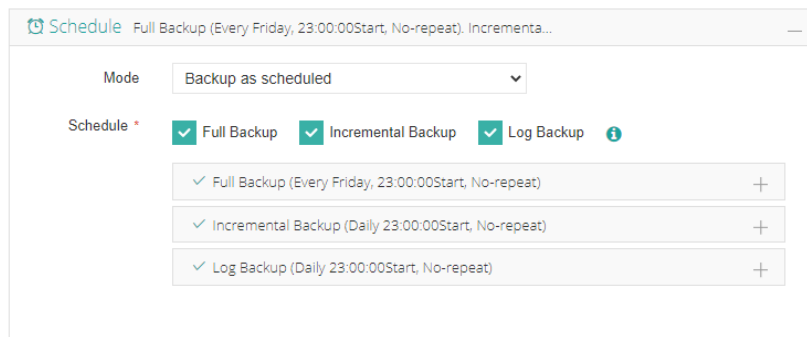 Schedule Full Backup (Every Friday, 23:00:00Start, No-repeat). Incrementa...
Mode Backup as scheduled
Schedule * Full Backup Incremental Backup Log Backup
Full Backup (Every Friday, 23:00:00Start, No-repeat)
Incremental Backup (Daily 23:00:00Start, No-repeat)
Log Backup (Daily 23:00:00Start, No-repeat)